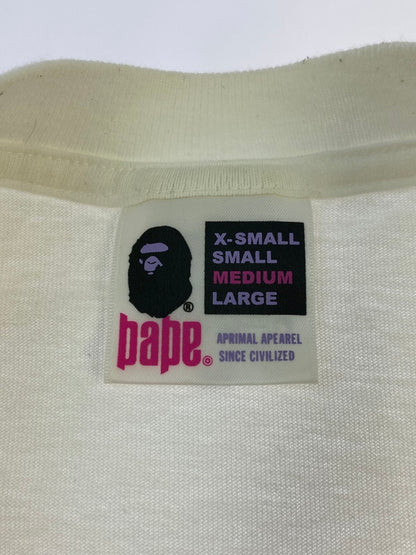 X-SMALL
SMALL
MEDIUM
LARGE
®
bape®
APRIMAL APEAREL
SINCE CIVILIZED